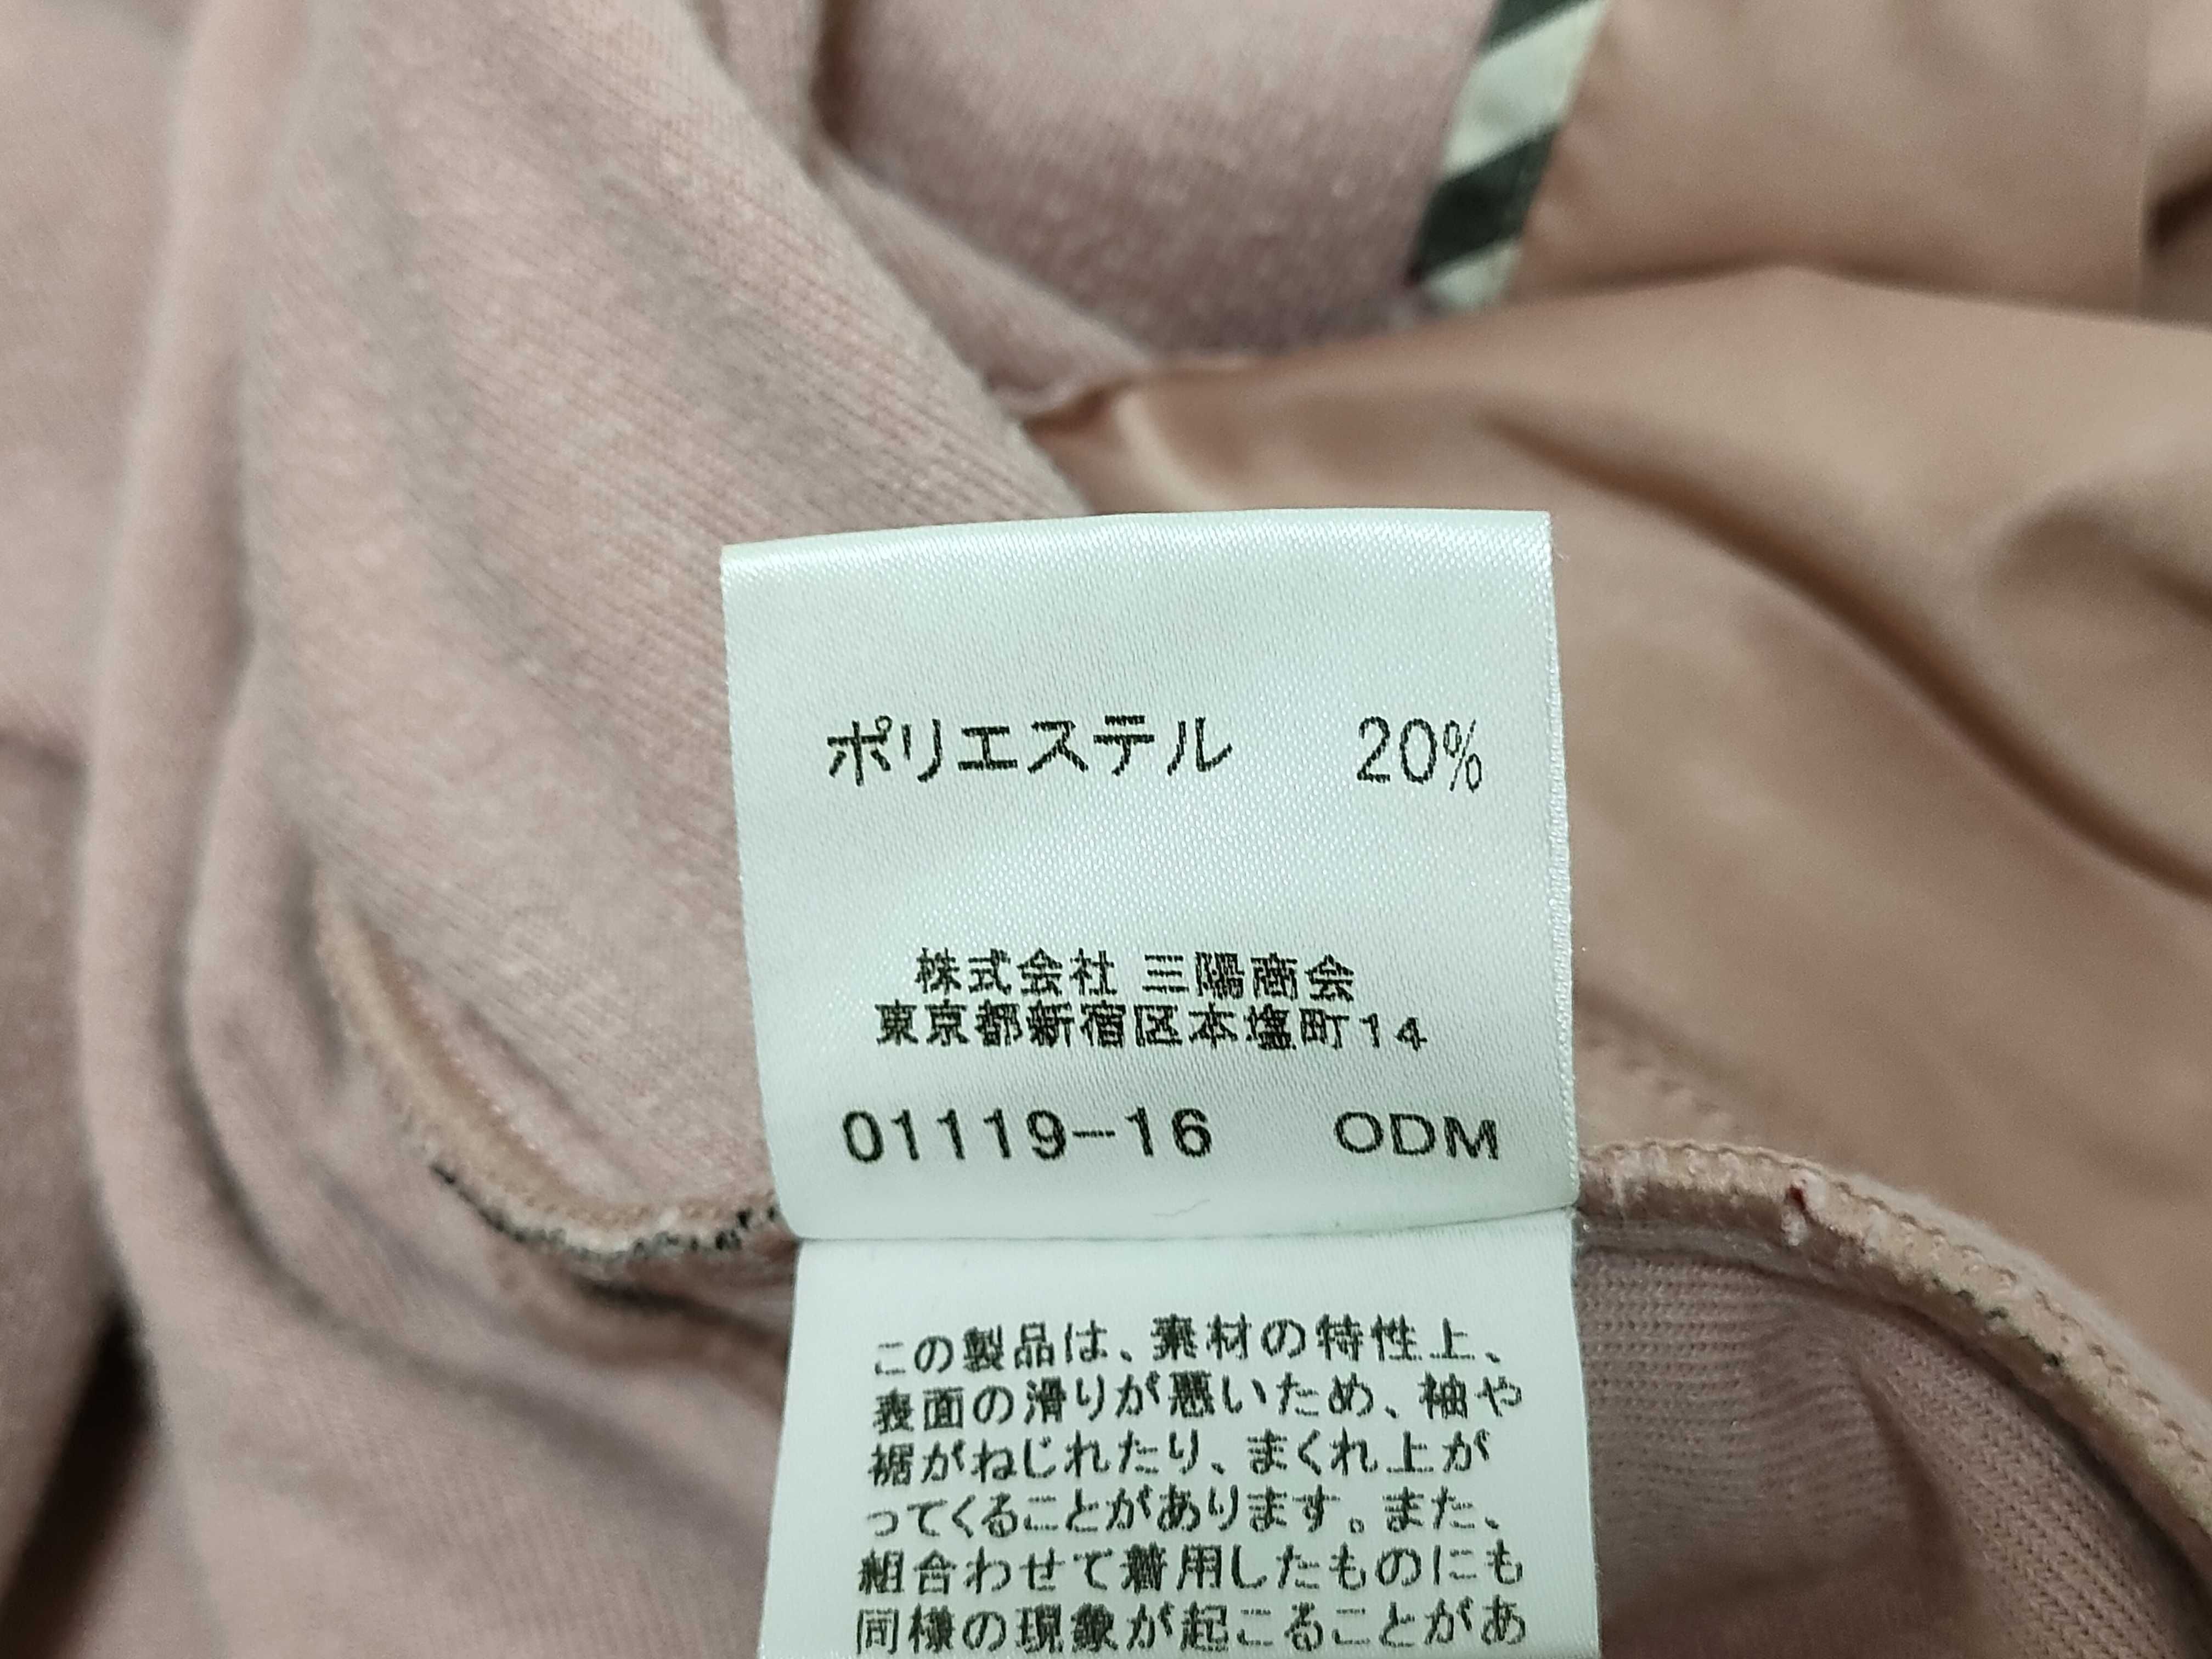 ポリエステル 20%
株式会社 三陽商会
東京都新宿区本塩町14
01119-16 ODM
この製品は、素材の特性上、
表面の滑りが悪いため、袖や
裾がねじれたり、まくれ上が
ってくることがあります。また、
組合わせて着用したものにも
同様の現象が起こることがあ